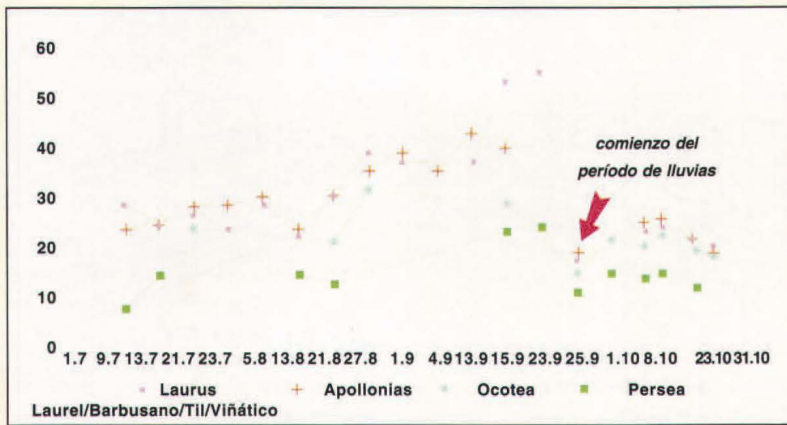 60
50
40
30
20
10
0
comienzo del
período de lluvias
1.7 9.7 13.7 21.7 23.7 5.8 13.8 21.8 27.8 1.9 4.9 13.9 15.9 23.9 25.9 1.10 8.10 23.10 31.10
Laurus Apollonias Ocotea Persea
Laurel/Barbusano/Til/Viñático